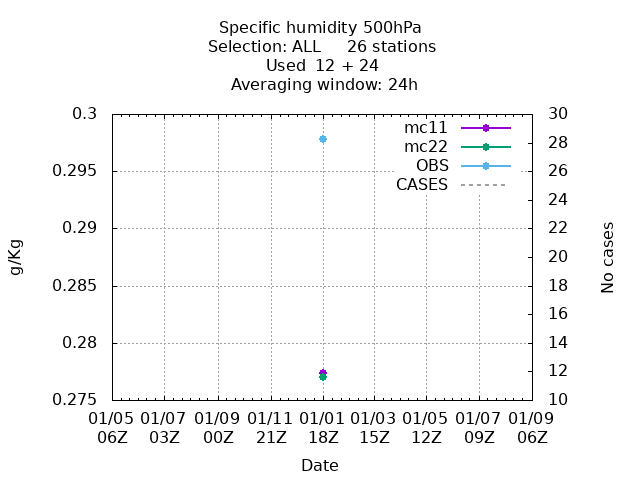 Specific humidity 500hPa
Selection: ALL     26 stations
Used  12 + 24
Averaging window: 24h
0.3
0.295
0.29
0.285
0.28
0.275
g/Kg
30
28
26
24
22
20
18
16
14
12
10
No cases
mc11
mc22
OBS
CASES
01/05 01/07 01/09 01/11 01/01 01/03 01/05 01/07 01/09
06Z 03Z 00Z 21Z 18Z 15Z 12Z 09Z 06Z
Date